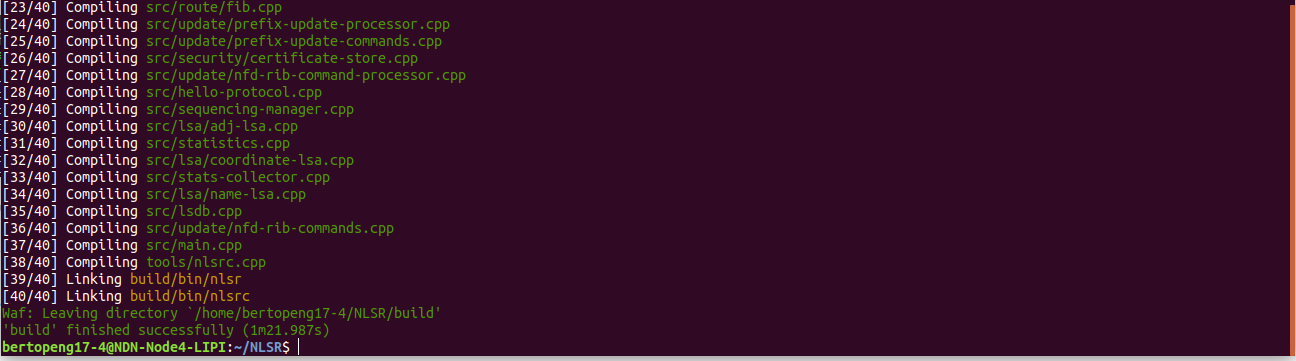 [23/40] Compiling src/route/fib.cpp
[24/40] Compiling src/update/prefix-update-processor.cpp
[25/40] Compiling src/update/prefix-update-commands.cpp
[26/40] Compiling src/security/certificate-store.cpp
[27/40] Compiling src/update/nfd-rib-command-processor.cpp
[28/40] Compiling src/hello-protocol.cpp
[29/40] Compiling src/sequencing-manager.cpp
[30/40] Compiling src/lsa/adj-lsa.cpp
[31/40] Compiling src/statistics.cpp
[32/40] Compiling src/lsa/coordinate-lsa.cpp
[33/40] Compiling src/stats-collector.cpp
[34/40] Compiling src/lsa/name-lsa.cpp
[35/40] Compiling src/lsdb.cpp
[36/40] Compiling src/update/nfd-rib-commands.cpp
[37/40] Compiling src/main.cpp
[38/40] Compiling tools/nlsrc.cpp
[39/40] Linking build/bin/nlsr
[40/40] Linking build/bin/nlsrc
Waf: Leaving directory `/home/bertopeng17-4/NLSR/build'
'build' finished successfully (1m21.987s)
bertopeng17-4@NDN-Node4-LIPI:~/NLSR$